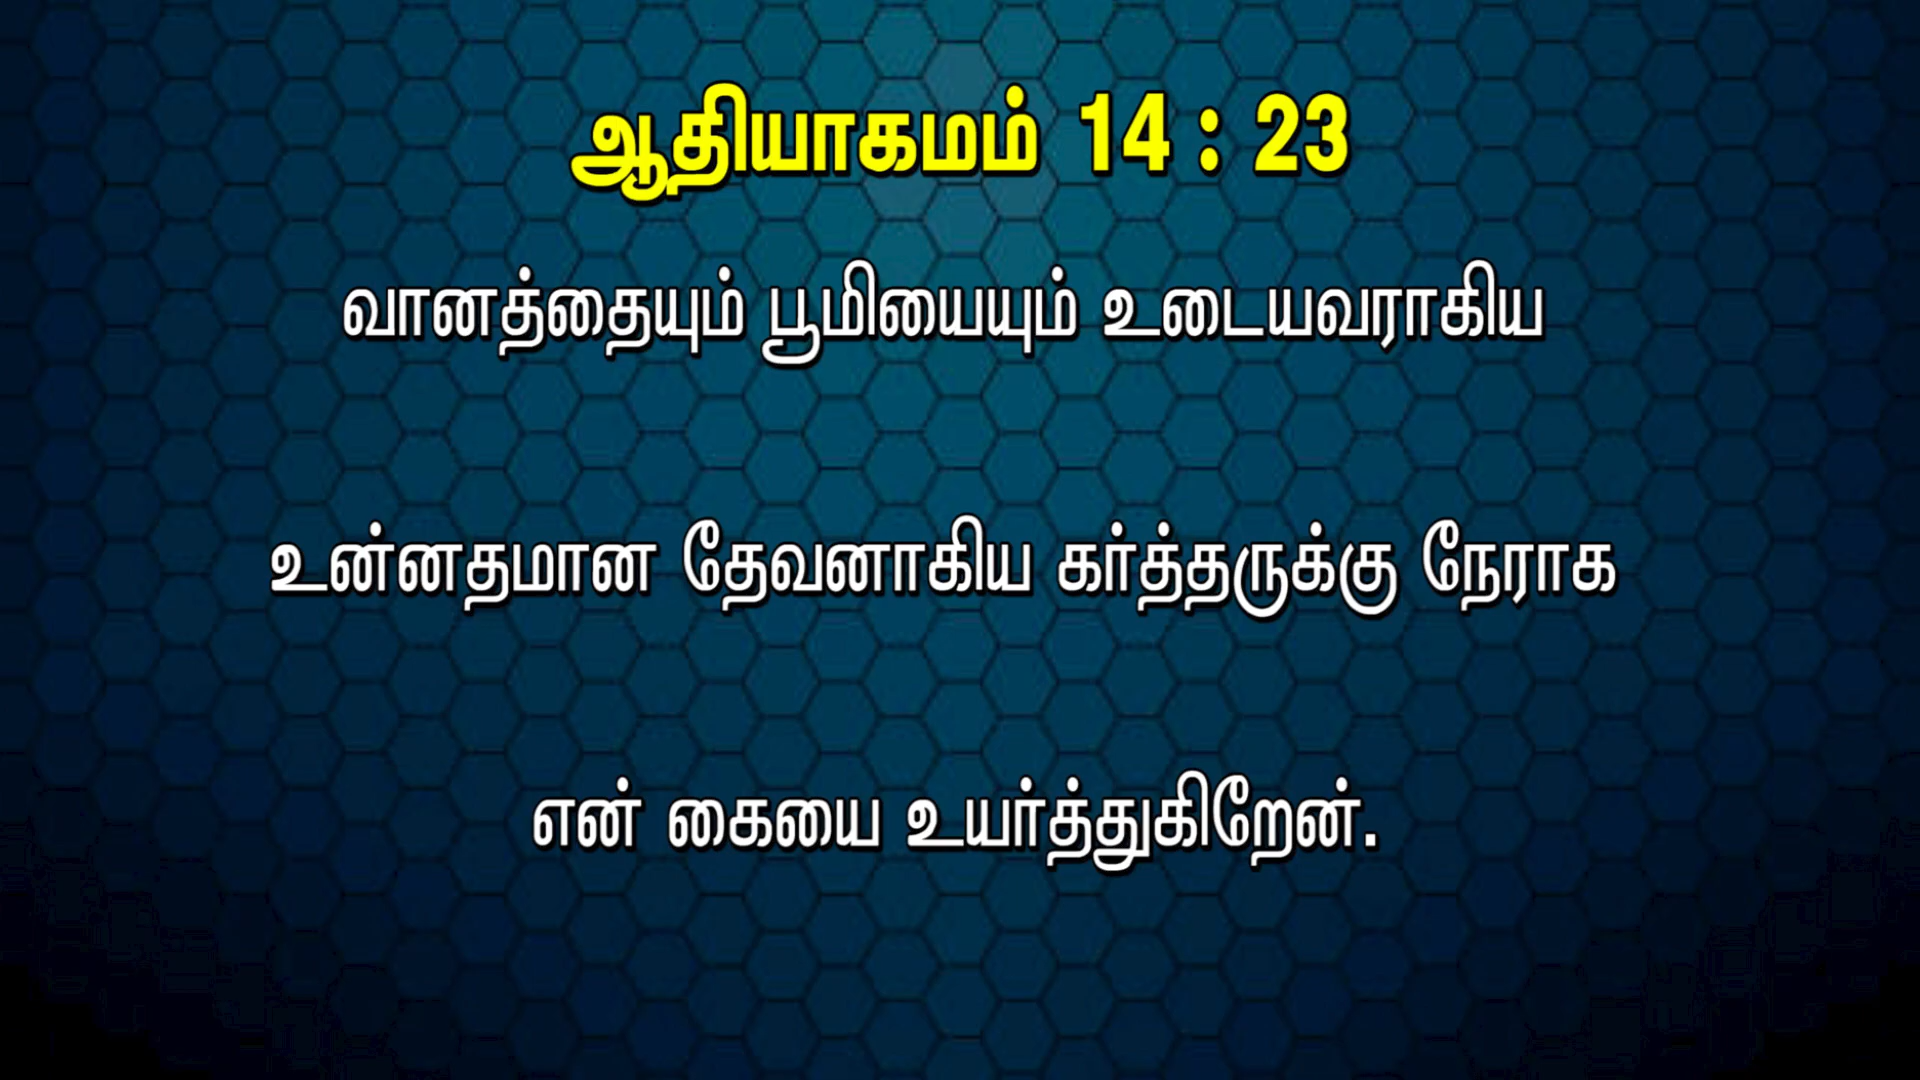 ஆதியாகமம் 14 : 23
வானத்தையும் பூமியையும் உடையவராகிய
உன்னதமான தேவனாகிய கர்த்தருக்கு நேராக
என் கையை உயர்த்துகிறேன்.